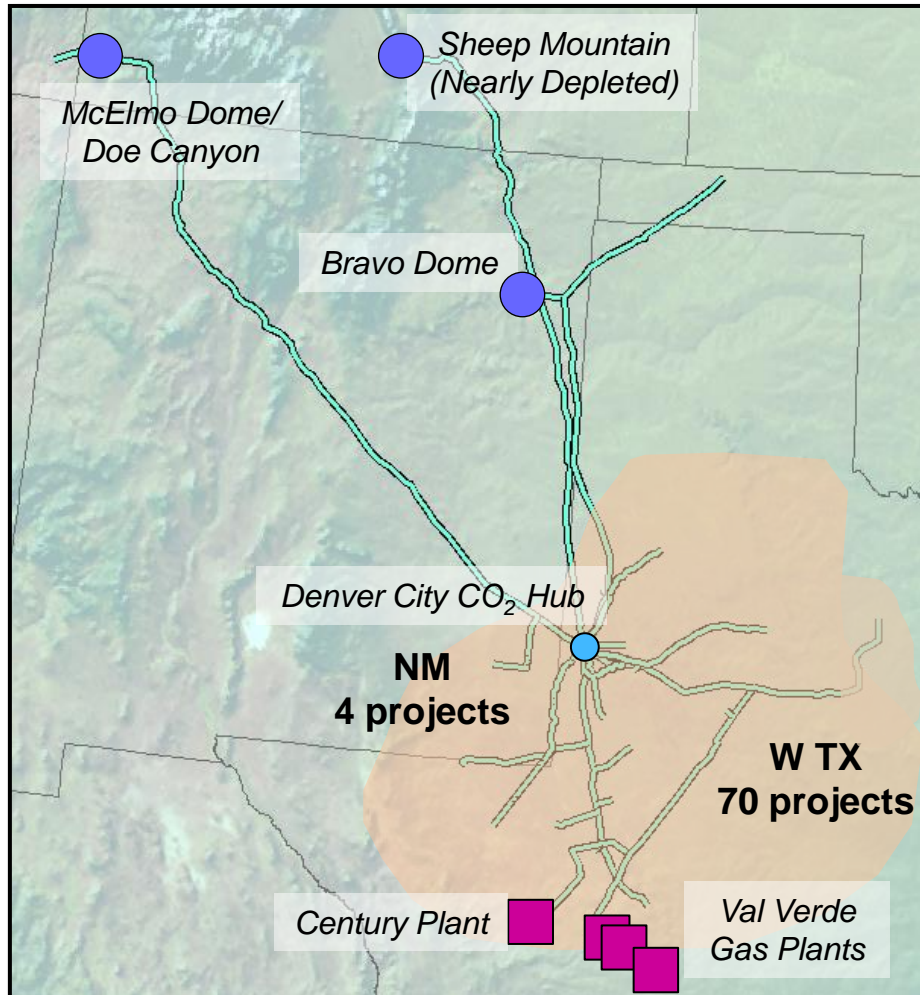 McElmo Dome/
Doe Canyon
Sheep Mountain
(Nearly Depleted)
Bravo Dome
Denver City CO₂ Hub
NM
4 projects
W TX
70 projects
Century Plant
Val Verde
Gas Plants